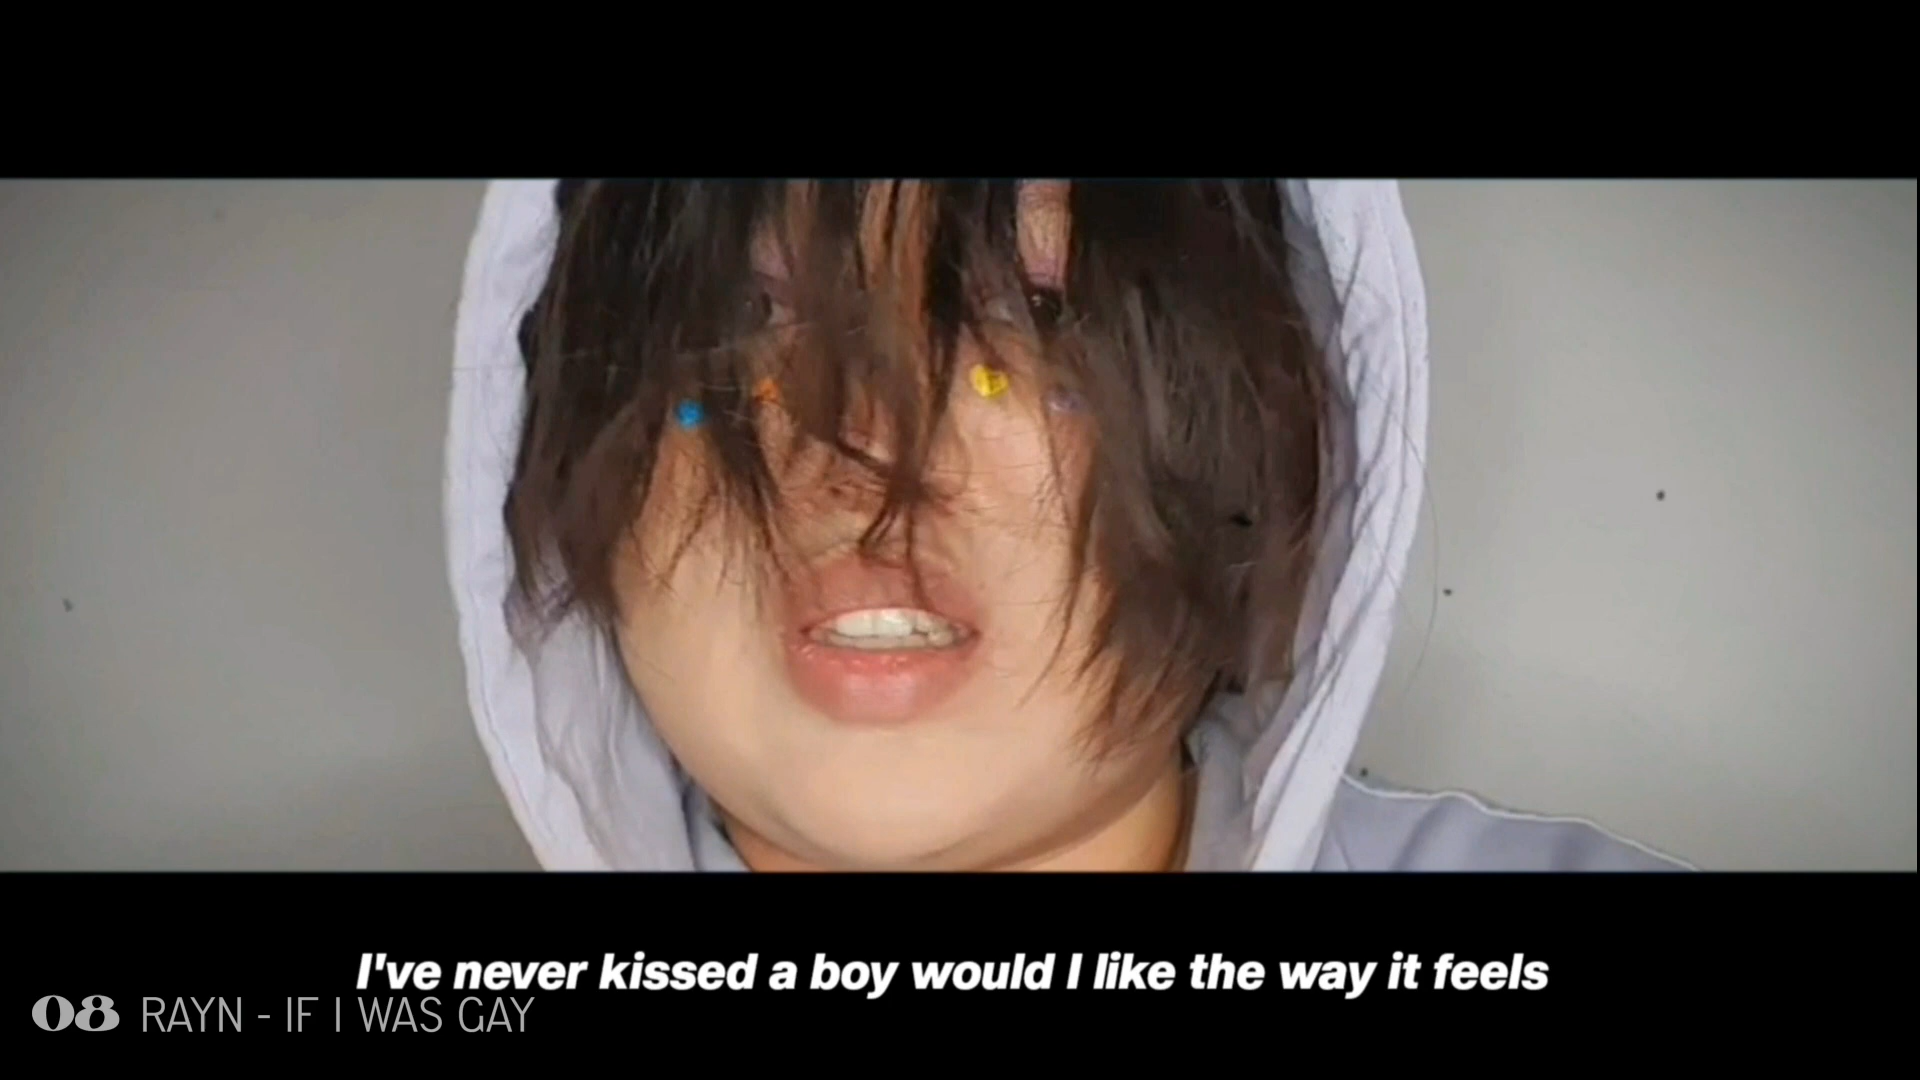 I've never kissed a boy would I like the way it feels
08 RAYN - IF I WAS GAY